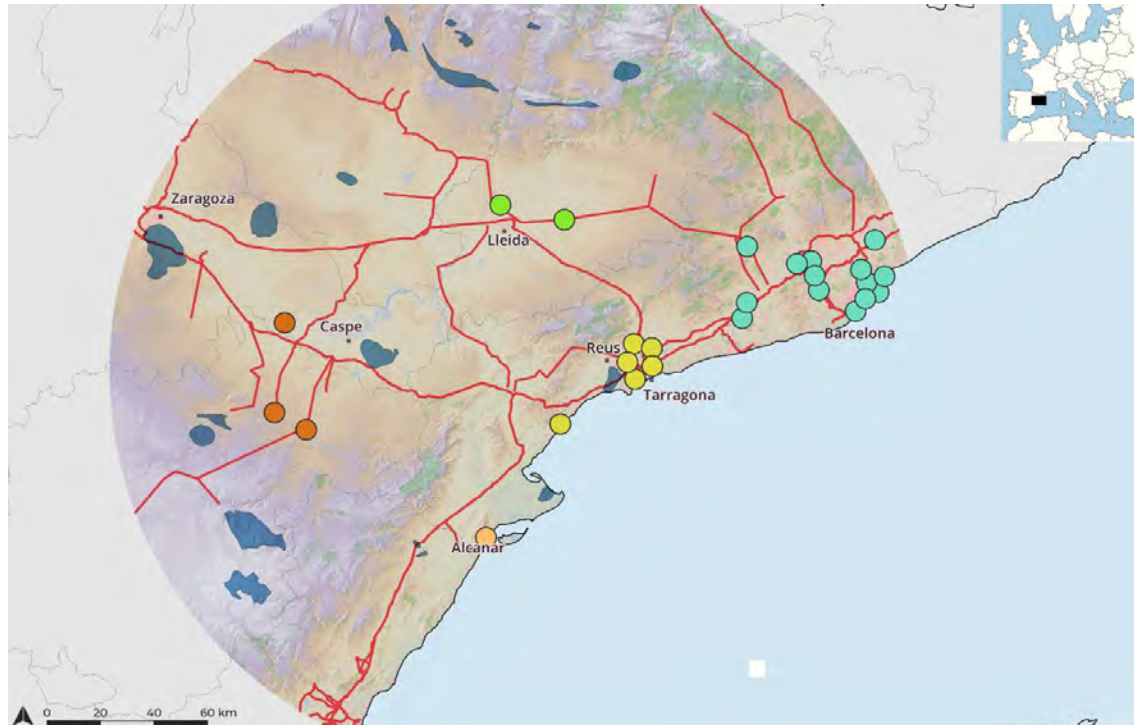 Zaragoza
Lleida
Caspe
Reus
Barcelona
Tarragona
Alcanar
0 20 40 60 km